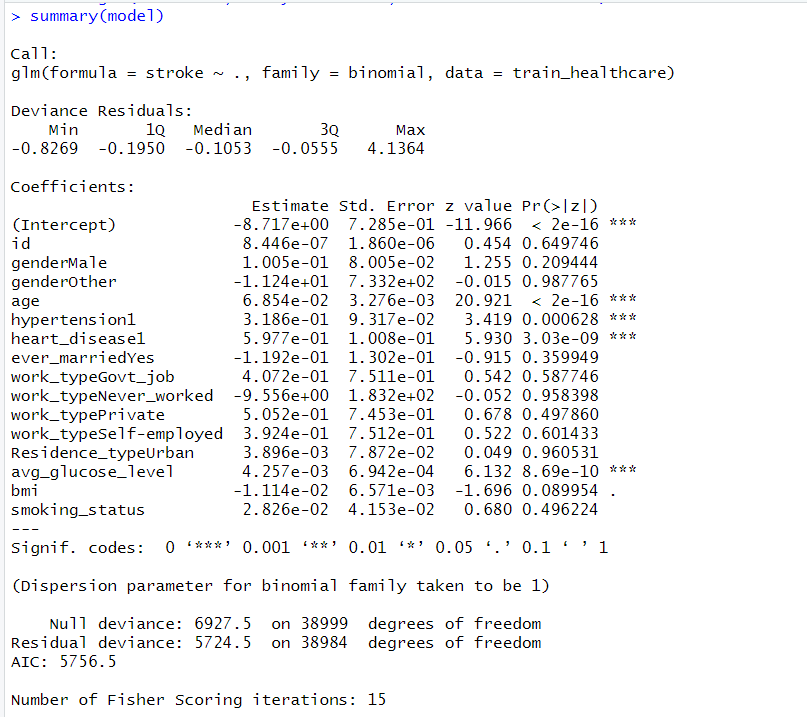 > summary(model)
Call:
glm(formula = stroke ~ ., family = binomial, data = train_healthcare)
Deviance Residuals:
    Min       1Q   Median       3Q      Max
-0.8269  -0.1950  -0.1053  -0.0555   4.1364
Coefficients:
                        Estimate Std. Error z value Pr(>|z|)
(Intercept)           -8.717e+00  7.285e-01 -11.966  < 2e-16 ***
id                     8.446e-07  1.860e-06   0.454 0.649746
genderMale             1.005e-01  8.005e-02   1.255 0.209444
genderOther           -1.124e+01  7.332e+02  -0.015 0.987765
age                    6.854e-02  3.276e-03  20.921  < 2e-16 ***
hypertension1          3.186e-01  9.317e-02   3.419 0.000628 ***
heart_disease1         5.977e-01  1.008e-01   5.930 3.03e-09 ***
ever_marriedYes       -1.192e-01  1.302e-01  -0.915 0.359949
work_typeGovt_job      4.072e-01  7.511e-01   0.542 0.587746
work_typeNever_worked -9.556e+00  1.832e+02  -0.052 0.958398
work_typePrivate       5.052e-01  7.453e-01   0.678 0.497860
work_typeSelf-employed 3.924e-01  7.512e-01   0.522 0.601433
Residence_typeUrban    3.896e-03  7.872e-02   0.049 0.960531
avg_glucose_level      4.257e-03  6.942e-04   6.132 8.69e-10 ***
bmi                   -1.114e-02  6.571e-03  -1.696 0.089954 .
smoking_status         2.826e-02  4.153e-02   0.680 0.496224
---
Signif. codes:  0 ‘***’ 0.001 ‘**’ 0.01 ‘*’ 0.05 ‘.’ 0.1 ‘ ’ 1
(Dispersion parameter for binomial family taken to be 1)
    Null deviance: 6927.5  on 38999  degrees of freedom
Residual deviance: 5724.5  on 38984  degrees of freedom
AIC: 5756.5
Number of Fisher Scoring iterations: 15